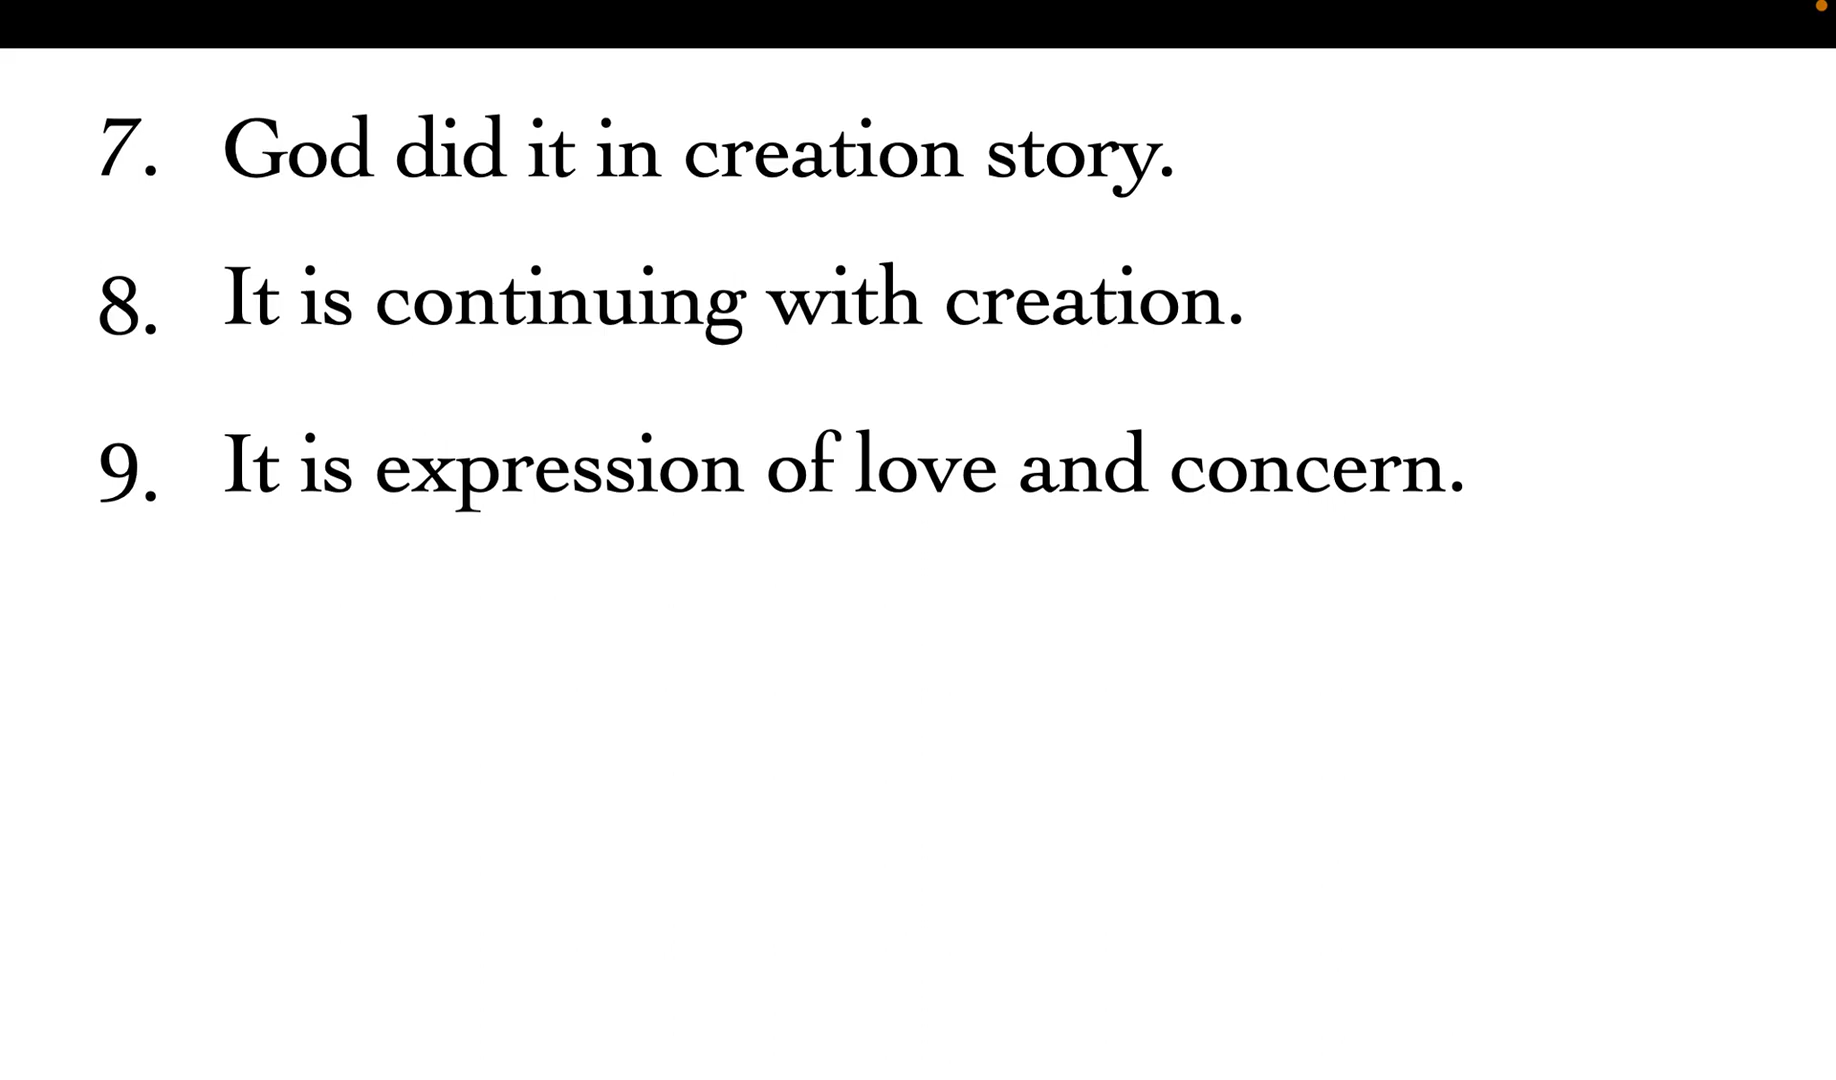 7. God did it in creation story.
8. It is continuing with creation.
9. It is expression of love and concern.